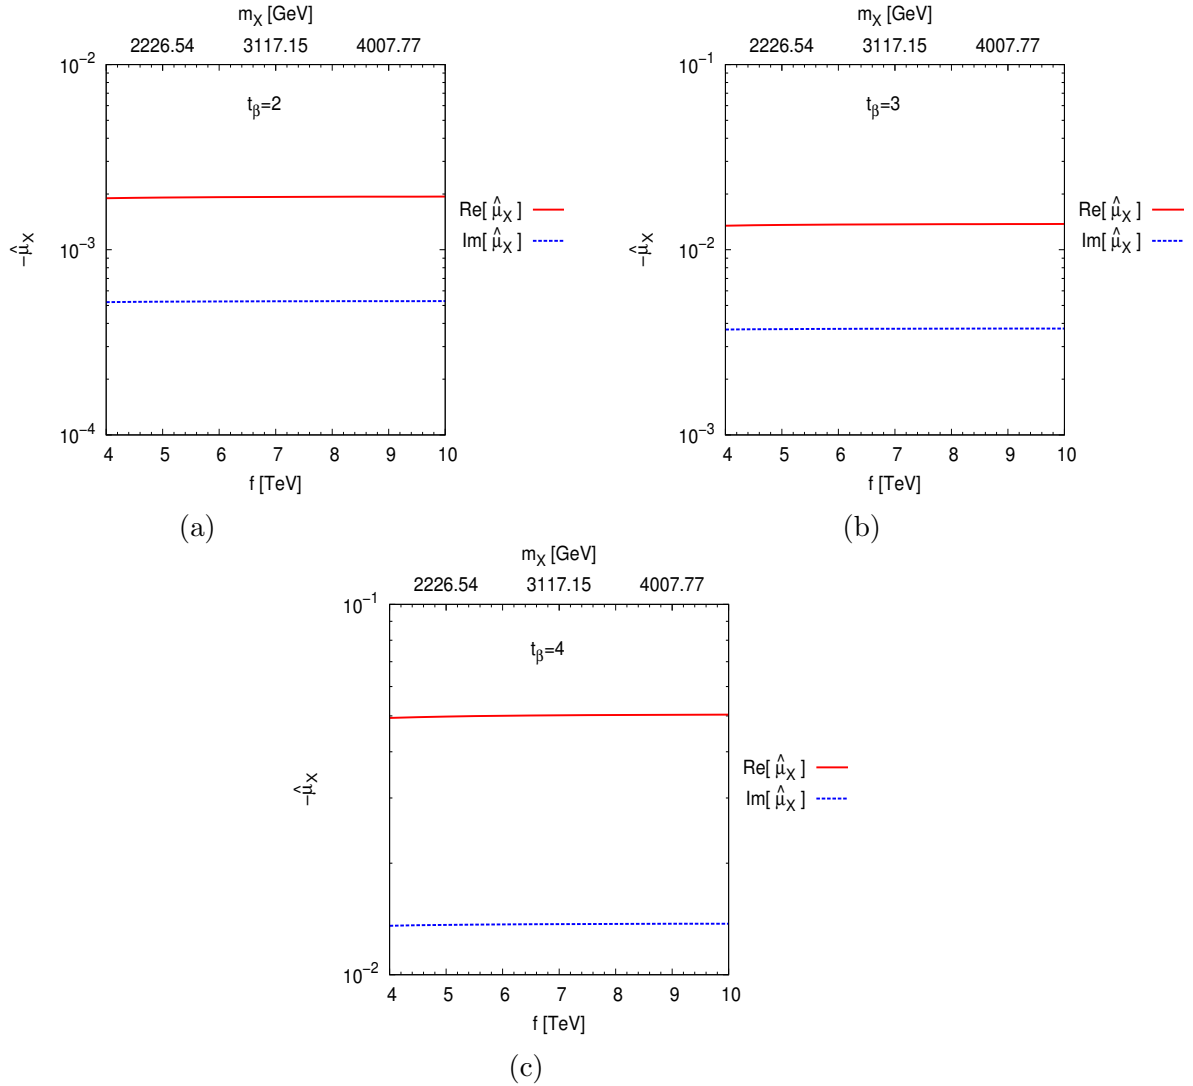 m_X [GeV]
2226.54 3117.15 4007.77
10^−2
t_β=2
10^−3
10^−4
-μ̂_X
Re[ μ̂_X ]
Im[ μ̂_X ]
4 5 6 7 8 9 10
f [TeV]
(a)
m_X [GeV]
2226.54 3117.15 4007.77
10^−1
t_β=3
10^−2
10^−3
-μ̂_X
Re[ μ̂_X ]
Im[ μ̂_X ]
4 5 6 7 8 9 10
f [TeV]
(b)
m_X [GeV]
2226.54 3117.15 4007.77
10^−1
t_β=4
10^−2
-μ̂_X
Re[ μ̂_X ]
Im[ μ̂_X ]
4 5 6 7 8 9 10
f [TeV]
(c)